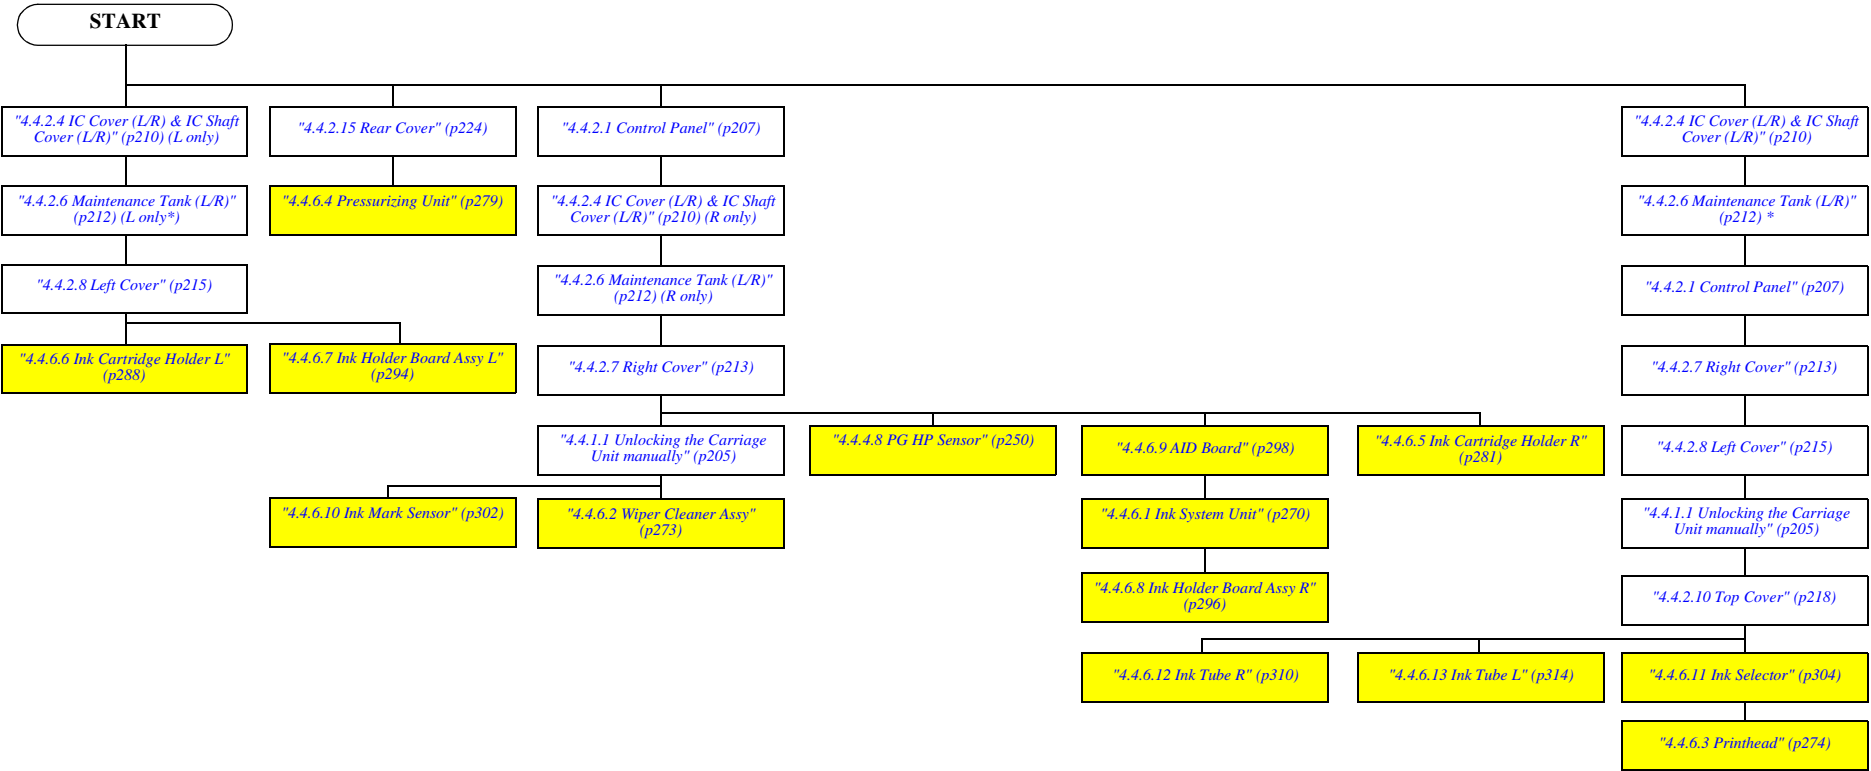 START
"4.4.2.4 IC Cover (L/R) & IC Shaft
Cover (L/R)" (p210) (L only)
"4.4.2.15 Rear Cover" (p224)
"4.4.2.1 Control Panel" (p207)
"4.4.2.4 IC Cover (L/R) & IC Shaft
Cover (L/R)" (p210)
"4.4.2.6 Maintenance Tank (L/R)"
(p212) (L only*)
"4.4.6.4 Pressurizing Unit" (p279)
"4.4.2.4 IC Cover (L/R) & IC Shaft
Cover (L/R)" (p210) (R only)
"4.4.2.6 Maintenance Tank (L/R)"
(p212) *
"4.4.2.8 Left Cover" (p215)
"4.4.2.6 Maintenance Tank (L/R)"
(p212) (R only)
"4.4.2.1 Control Panel" (p207)
"4.4.6.6 Ink Cartridge Holder L"
(p288)
"4.4.6.7 Ink Holder Board Assy L"
(p294)
"4.4.2.7 Right Cover" (p213)
"4.4.2.7 Right Cover" (p213)
"4.4.1.1 Unlocking the Carriage
Unit manually" (p205)
"4.4.4.8 PG HP Sensor" (p250)
"4.4.6.9 AID Board" (p298)
"4.4.6.5 Ink Cartridge Holder R"
(p281)
"4.4.2.8 Left Cover" (p215)
"4.4.6.10 Ink Mark Sensor" (p302)
"4.4.6.2 Wiper Cleaner Assy"
(p273)
"4.4.6.1 Ink System Unit" (p270)
"4.4.1.1 Unlocking the Carriage
Unit manually" (p205)
"4.4.6.8 Ink Holder Board Assy R"
(p296)
"4.4.2.10 Top Cover" (p218)
"4.4.6.12 Ink Tube R" (p310)
"4.4.6.13 Ink Tube L" (p314)
"4.4.6.11 Ink Selector" (p304)
"4.4.6.3 Printhead" (p274)